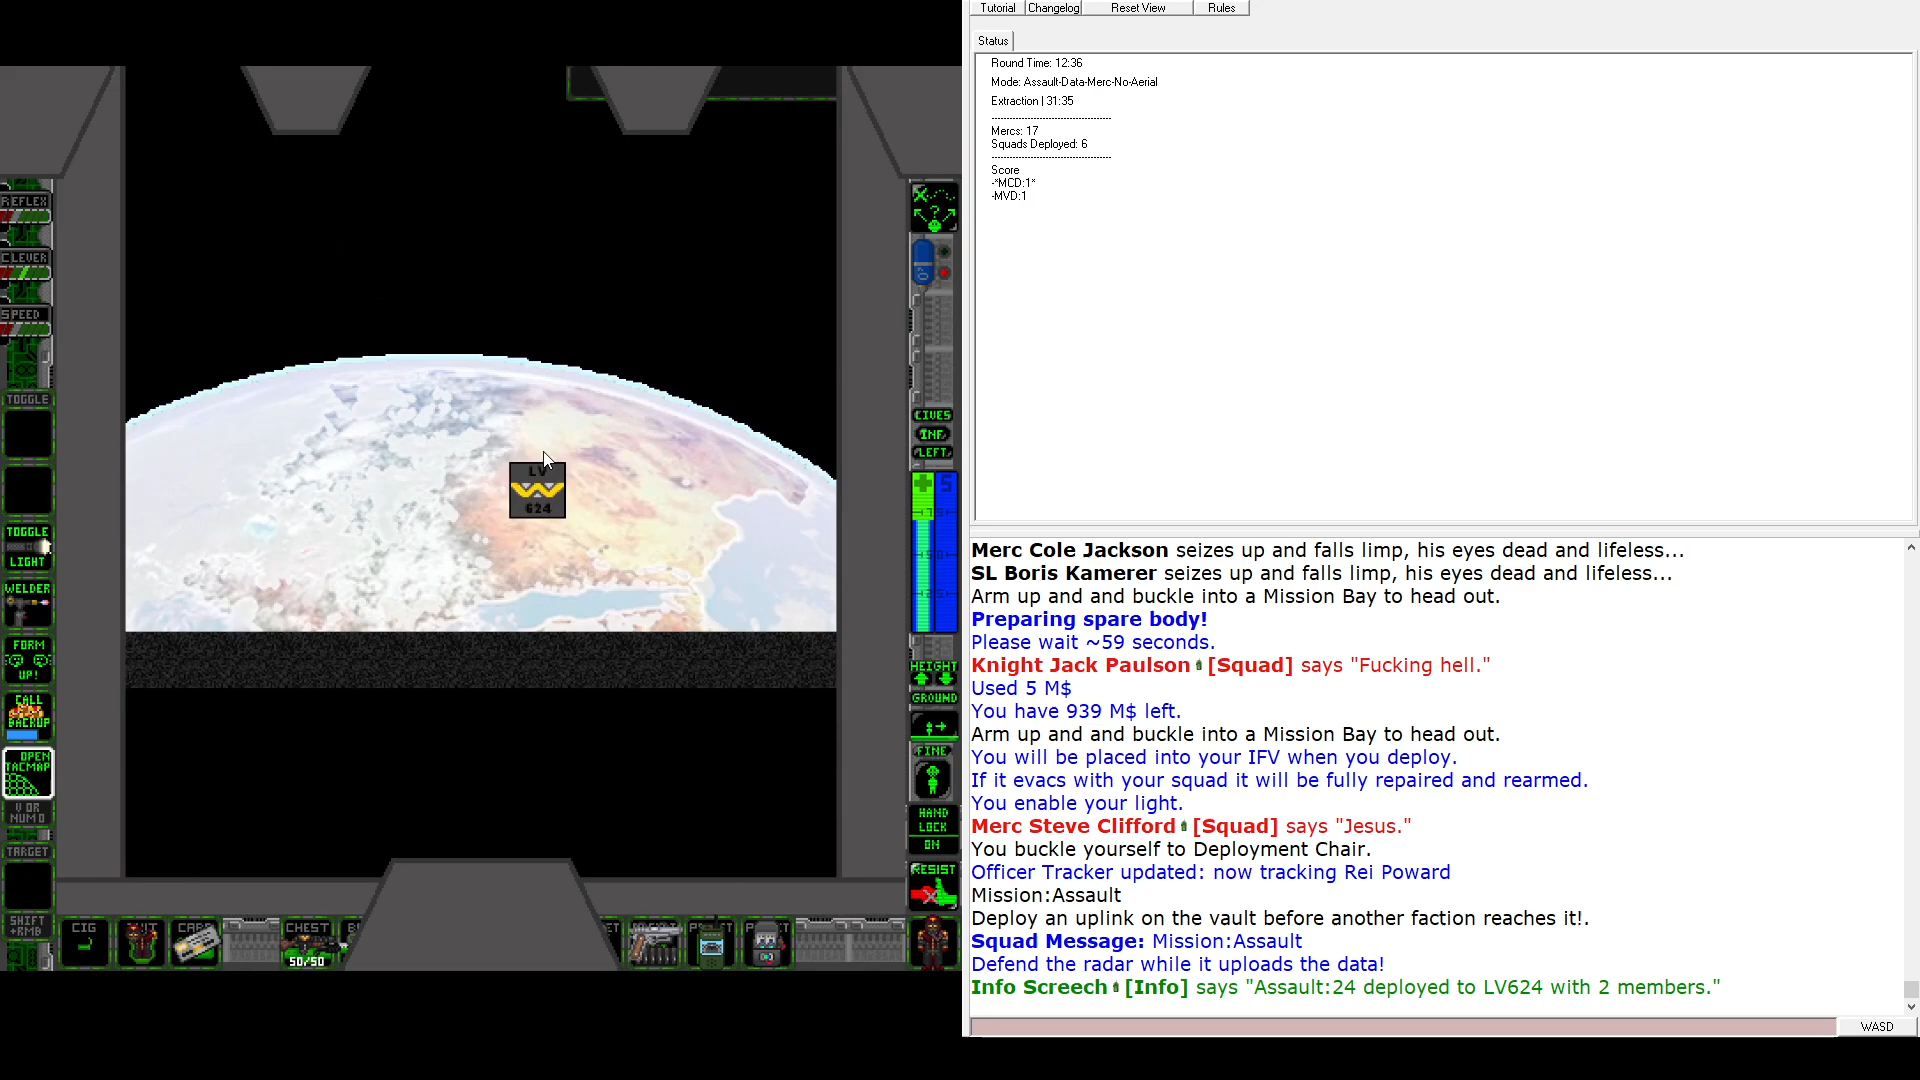 Tutorial
Changelog
Reset View
Rules
Status
Round Time: 12:36
Mode: Assault-Data-Merc-No-Aerial
Extraction | 31:35
Mercs: 17
Squads Deployed: 6
Score
-*MCD:1*
-MVD:1
REFLEX
CLEVER
SPEED
TOGGLE
TOGGLE
LIGHT
WELDER
FORM
UP!
CALL
BACKUP
OPEN
TACMAP
V OR
NUM 0
TARGET
SHIFT
+RMB
LV
624
CIVES
INF
LEFT
HEIGHT
GROUND
FINE
HAND
LOCK
ON
RESIST
CIG
CHEST
50/50
Merc Cole Jackson seizes up and falls limp, his eyes dead and lifeless...
SL Boris Kamerer seizes up and falls limp, his eyes dead and lifeless...
Arm up and and buckle into a Mission Bay to head out.
Preparing spare body!
Please wait ~59 seconds.
Knight Jack Paulson [Squad] says "Fucking hell."
Used 5 M$
You have 939 M$ left.
Arm up and and buckle into a Mission Bay to head out.
You will be placed into your IFV when you deploy.
If it evacs with your squad it will be fully repaired and rearmed.
You enable your light.
Merc Steve Clifford [Squad] says "Jesus."
You buckle yourself to Deployment Chair.
Officer Tracker updated: now tracking Rei Poward
Mission:Assault
Deploy an uplink on the vault before another faction reaches it!.
Squad Message: Mission:Assault
Defend the radar while it uploads the data!
Info Screech [Info] says "Assault:24 deployed to LV624 with 2 members."
WASD